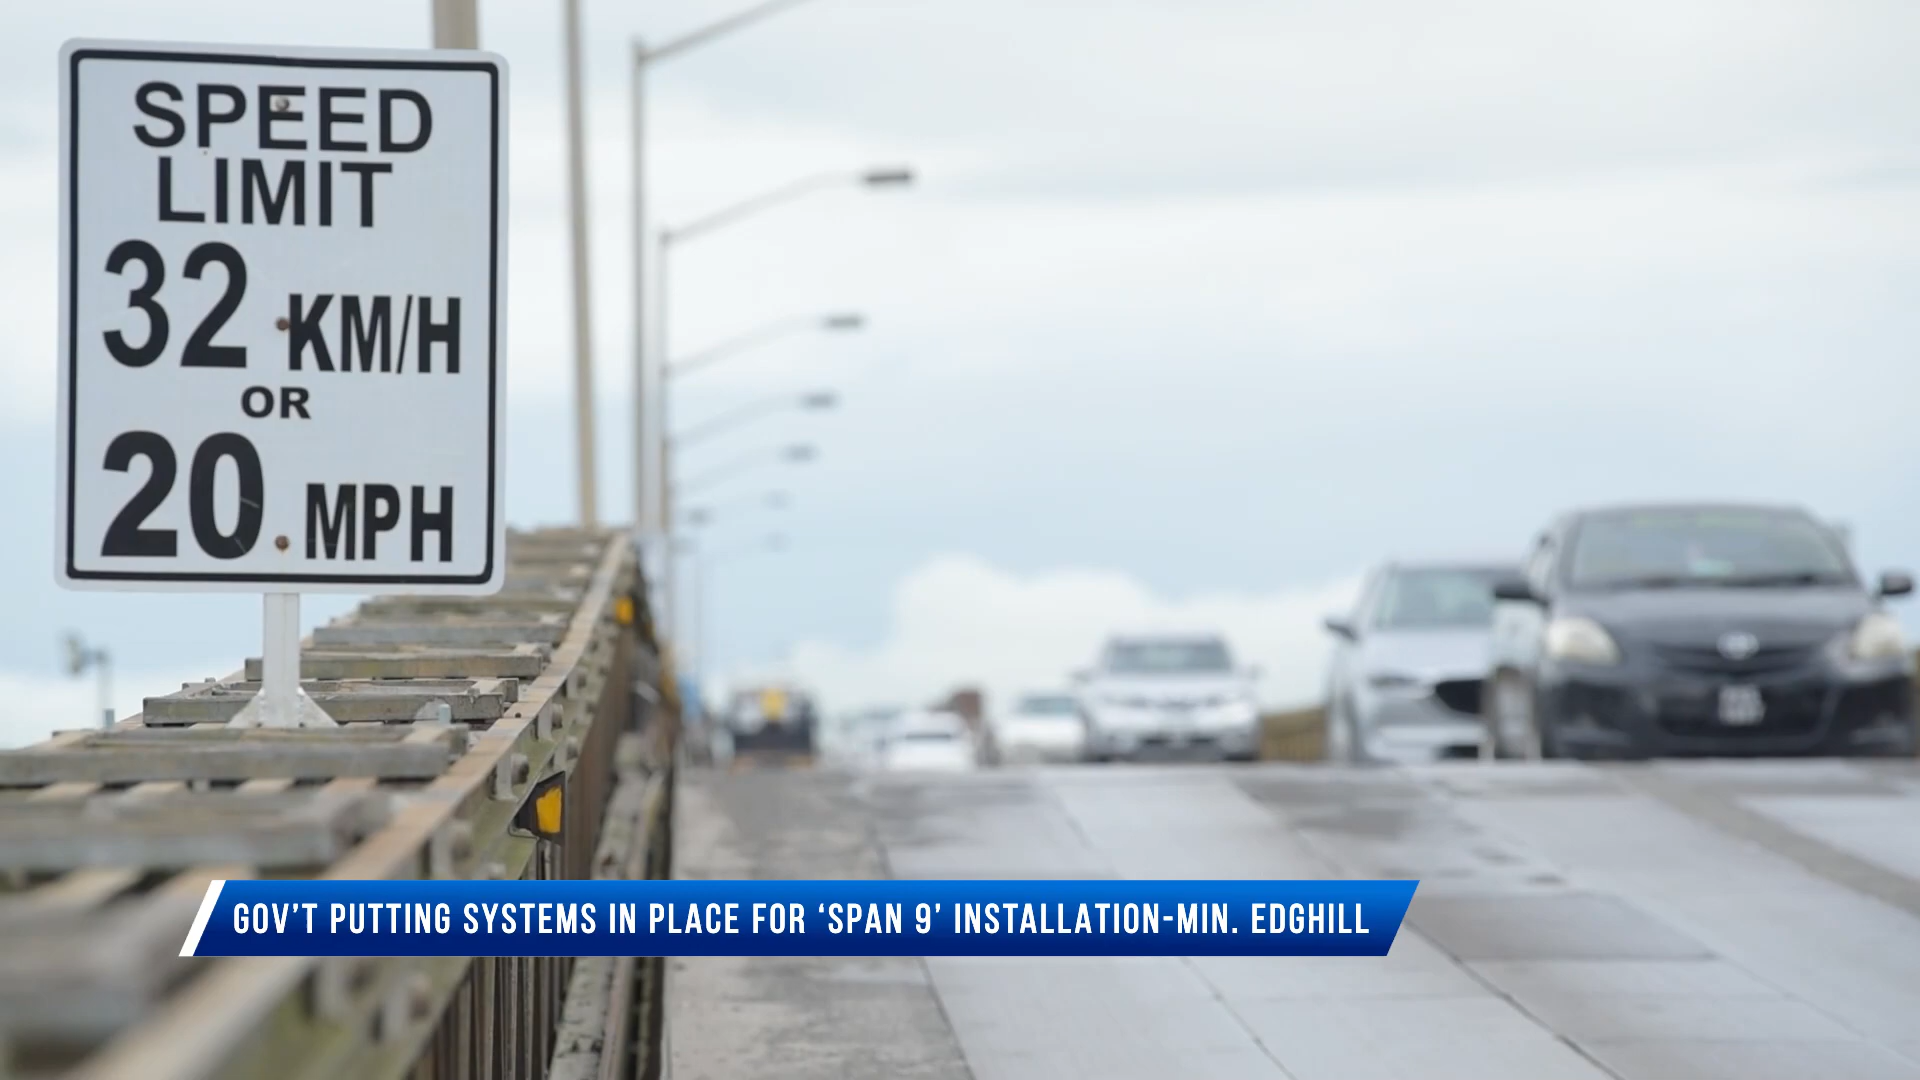 SPEED
LIMIT
32 KM/H
OR
20 MPH
GOV'T PUTTING SYSTEMS IN PLACE FOR ‘SPAN 9’ INSTALLATION-MIN. EDGHILL